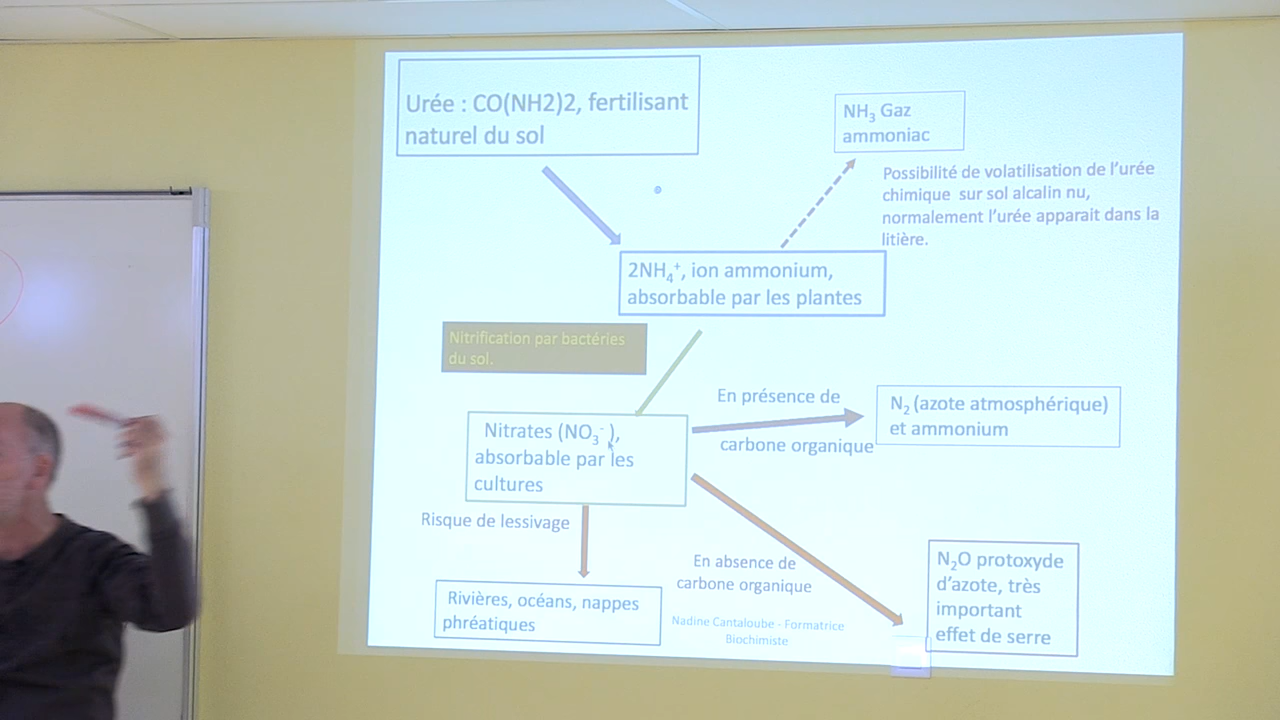 Urée : CO(NH2)2, fertilisant
naturel du sol
NH₃ Gaz
ammoniac
Possibilité de volatilisation de l'urée
chimique sur sol alcalin nu,
normalement l'urée apparait dans la
litière.
2NH₄⁺, ion ammonium,
absorbable par les plantes
Nitrification par bactéries
du sol.
En présence de
carbone organique
N₂ (azote atmosphérique)
et ammonium
Nitrates (NO₃⁻ ),
absorbable par les
cultures
Risque de lessivage
En absence de
carbone organique
N₂O protoxyde
d'azote, très
important
effet de serre
Rivières, océans, nappes
phréatiques
Nadine Cantaloube - Formatrice
Biochimiste